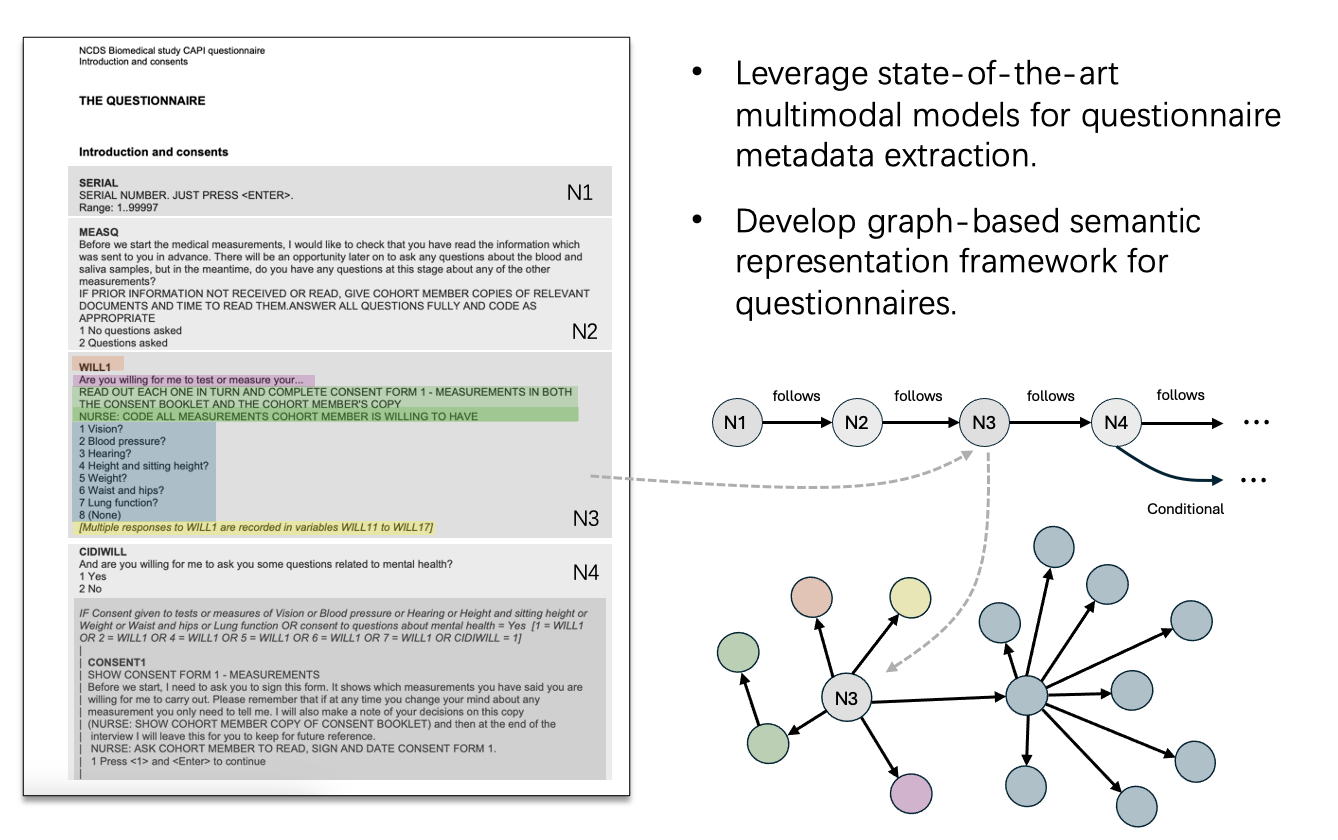 NCDS Biomedical study CAPI questionnaire
Introduction and consents
THE QUESTIONNAIRE
Introduction and consents
SERIAL
SERIAL NUMBER. JUST PRESS <ENTER>.
Range: 1..99997
N1
MEASQ
Before we start the medical measurements, I would like to check that you have read the information which
was sent to you in advance. There will be an opportunity later on to ask any questions about the blood and
saliva samples, but in the meantime, do you have any questions at this stage about any of the other
measurements?
IF PRIOR INFORMATION NOT RECEIVED OR READ, GIVE COHORT MEMBER COPIES OF RELEVANT
DOCUMENTS AND TIME TO READ THEM.ANSWER ALL QUESTIONS FULLY AND CODE AS
APPROPRIATE
1 No questions asked
2 Questions asked
N2
WILL1
Are you willing for me to test or measure your...
READ OUT EACH ONE IN TURN AND COMPLETE CONSENT FORM 1 - MEASUREMENTS IN BOTH
THE CONSENT BOOKLET AND THE COHORT MEMBER'S COPY
NURSE: CODE ALL MEASUREMENTS COHORT MEMBER IS WILLING TO HAVE
1 Vision?
2 Blood pressure?
3 Hearing?
4 Height and sitting height?
5 Weight?
6 Waist and hips?
7 Lung function?
8 (None)
[Multiple responses to WILL1 are recorded in variables WILL11 to WILL17]
N3
CIDIWILL
And are you willing for me to ask you some questions related to mental health?
1 Yes
2 No
N4
IF Consent given to tests or measures of Vision or Blood pressure or Hearing or Height and sitting height or
Weight or Waist and hips or Lung function OR consent to questions about mental health = Yes [1 = WILL1
OR 2 = WILL1 OR 4 = WILL1 OR 5 = WILL1 OR 6 = WILL1 OR 7 = WILL1 OR CIDIWILL = 1]
|
| CONSENT1
| SHOW CONSENT FORM 1 - MEASUREMENTS
| Before we start, I need to ask you to sign this form. It shows which measurements you have said you are
| willing for me to carry out. Please remember that if at any time you change your mind about any
| measurement you only need to tell me. I will also make a note of your decisions on this copy
| (NURSE: SHOW COHORT MEMBER COPY OF CONSENT BOOKLET) and then at the end of the
| interview I will leave this for you to keep for future reference.
| NURSE: ASK COHORT MEMBER TO READ, SIGN AND DATE CONSENT FORM 1.
| 1 Press <1> and <Enter> to continue
|
• Leverage state-of-the-art
multimodal models for questionnaire
metadata extraction.
• Develop graph-based semantic
representation framework for
questionnaires.
follows follows follows follows
N1 N2 N3 N4 ...
...
Conditional
N3